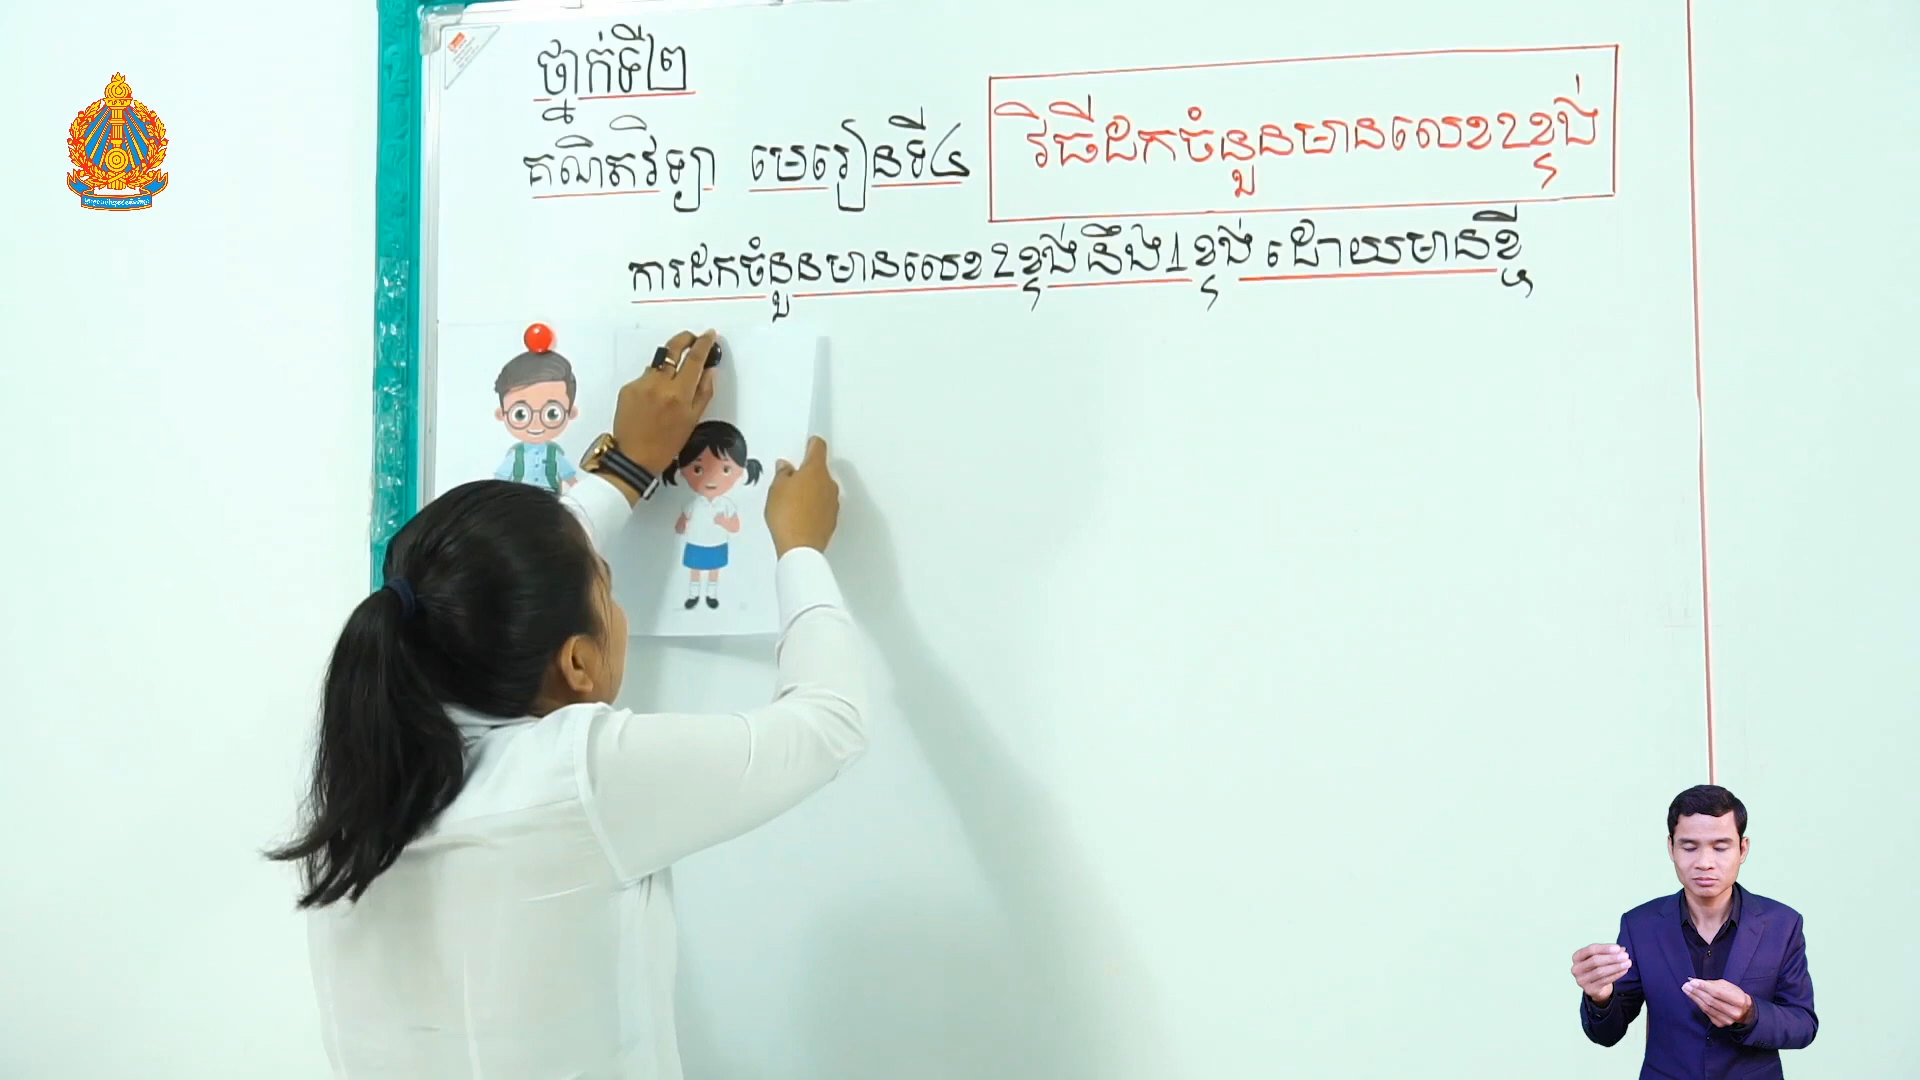 ថ្នាក់ទី២
គណិតវិទ្យា មេរៀនទី៤
វិធីដកចំនួនមានលេខ2ខ្ទង់
ការដកចំនួនមានលេខ2ខ្ទង់ នឹង1ខ្ទង់ ដោយមានខ្ចី